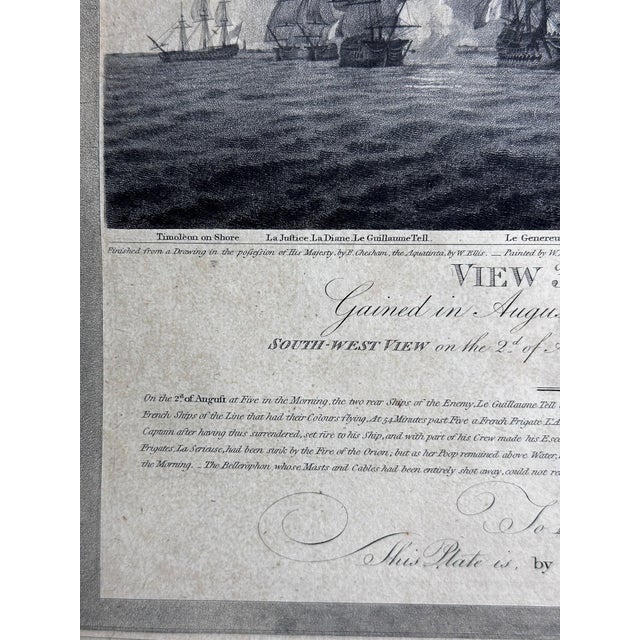 Timoléon on Shore La Justice, La Diane, Le Guillaume Tell Le Genereu
Finished from a Drawing in the possession of His Majesty, by F. Chesham, the Aquatinta, by W. Ellis. — Painted by W.
VIEW
Gained in Augu
SOUTH-WEST VIEW on the 2.d of A
On the 2.d of August at Five in the Morning, the two rear Ships of the Enemy, Le Guillaume Tell
French Ships of the Line that had their Colours flying. At 54 Minutes past Five a French Frigate L'A
Captain after having thus surrendered, set fire to his Ship, and with part of his Crew made his Esc
Frigates, La Serieuse, had been sunk by the Fire of the Orion; but as her Poop remained above Water,
the Morning. — The Bellerophon whose Masts and Cables had been entirely shot away, could not re
To
This Plate is, by